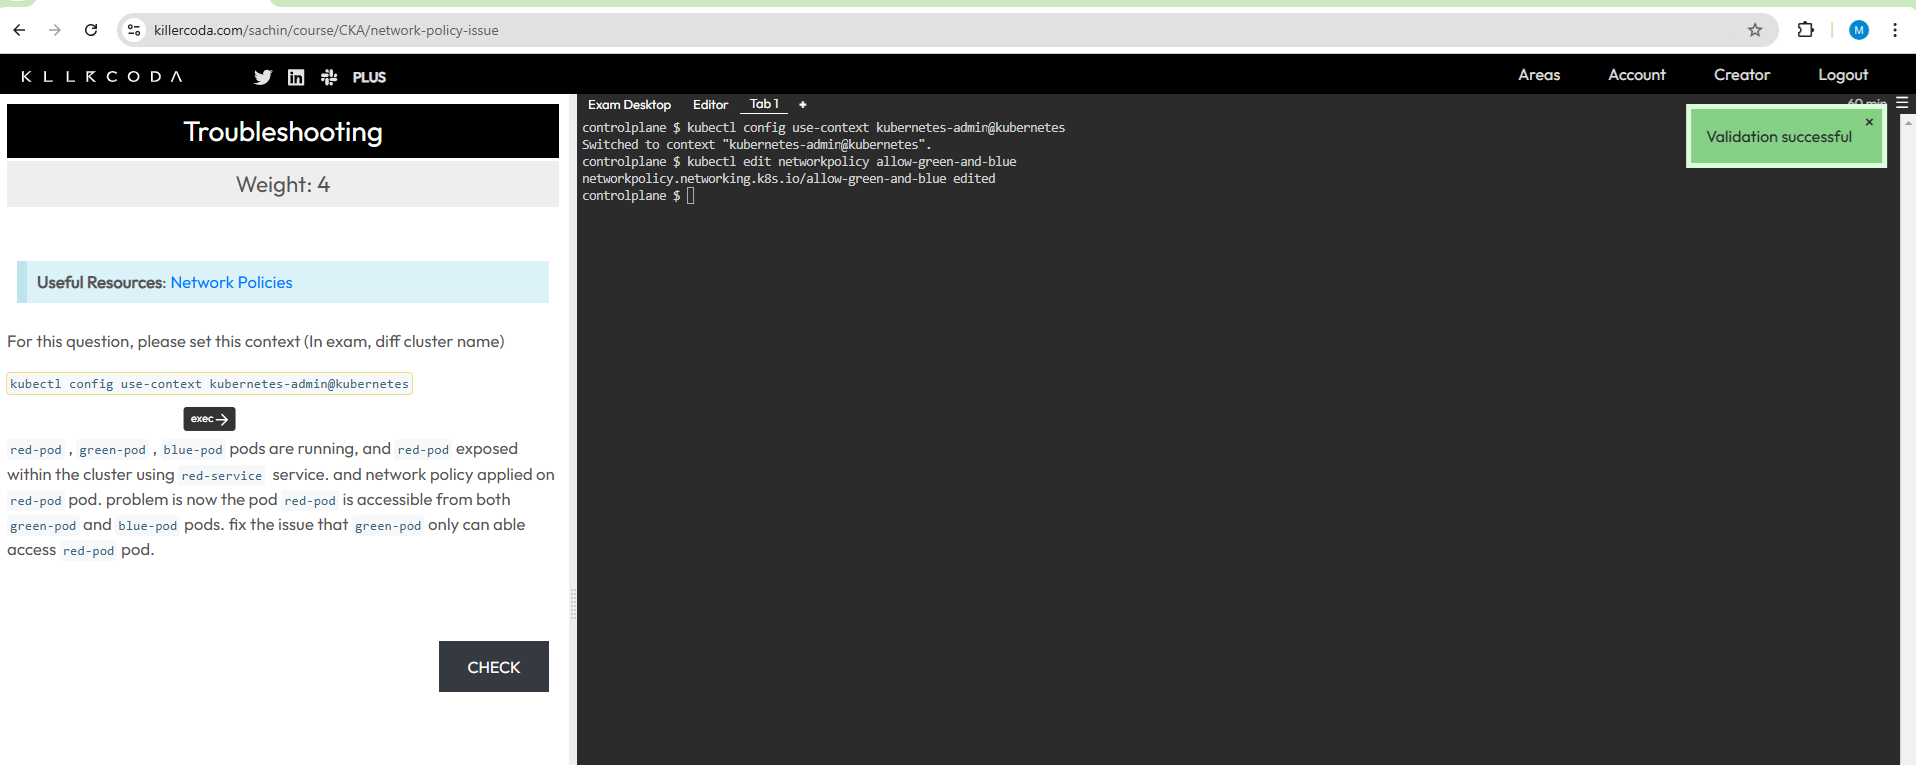 killercoda.com/sachin/course/CKA/network-policy-issue
M
KLLRCODA
PLUS
Areas
Account
Creator
Logout
Troubleshooting
Weight: 4
Useful Resources: Network Policies
For this question, please set this context (In exam, diff cluster name)
kubectl config use-context kubernetes-admin@kubernetes
exec→
red-pod , green-pod , blue-pod pods are running, and red-pod exposed
within the cluster using red-service service. and network policy applied on
red-pod pod. problem is now the pod red-pod is accessible from both
green-pod and blue-pod pods. fix the issue that green-pod only can able
access red-pod pod.
CHECK
Exam Desktop
Editor
Tab 1
+
60 min
controlplane $ kubectl config use-context kubernetes-admin@kubernetes
Switched to context "kubernetes-admin@kubernetes".
controlplane $ kubectl edit networkpolicy allow-green-and-blue
networkpolicy.networking.k8s.io/allow-green-and-blue edited
controlplane $
Validation successful
×